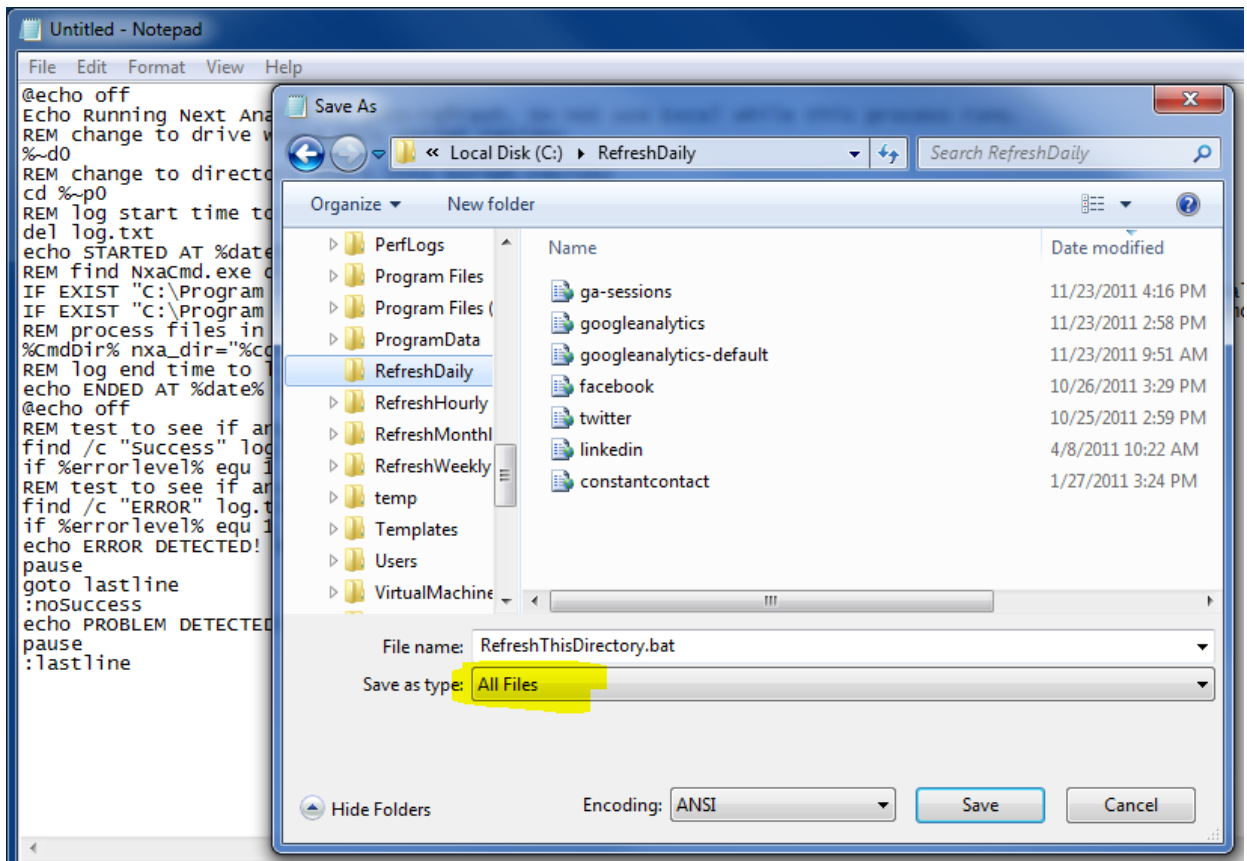 Untitled - Notepad
File Edit Format View Help
@echo off
Echo Running Next Ana
REM change to drive w
%~d0
REM change to directo
cd %~p0
REM log start time to
del log.txt
echo STARTED AT %date
REM find NxaCmd.exe
IF EXIST "C:\Program
IF EXIST "C:\Program
REM process files in
%CmdDir% nxa_dir="%cd
REM log end time to l
echo ENDED AT %date%
@echo off
REM test to see if an
find /c "Success" log
if %errorlevel% equ 1
REM test to see if an
find /c "ERROR" log.t
if %errorlevel% equ 1
echo ERROR DETECTED!
pause
goto lastline
:noSuccess
echo PROBLEM DETECTED
pause
:lastline
Save As
« Local Disk (C:) RefreshDaily
Search RefreshDaily
Organize New folder
PerfLogs
Program Files
Program Files (
ProgramData
RefreshDaily
RefreshHourly
RefreshMonthl
RefreshWeekly
temp
Templates
Users
VirtualMachine
Name Date modified
ga-sessions 11/23/2011 4:16 PM
googleanalytics 11/23/2011 2:58 PM
googleanalytics-default 11/23/2011 9:51 AM
facebook 10/26/2011 3:29 PM
twitter 10/25/2011 2:59 PM
linkedin 4/8/2011 10:22 AM
constantcontact 1/27/2011 3:24 PM
File name: RefreshThisDirectory.bat
Save as type: All Files
Hide Folders
Encoding: ANSI
Save
Cancel